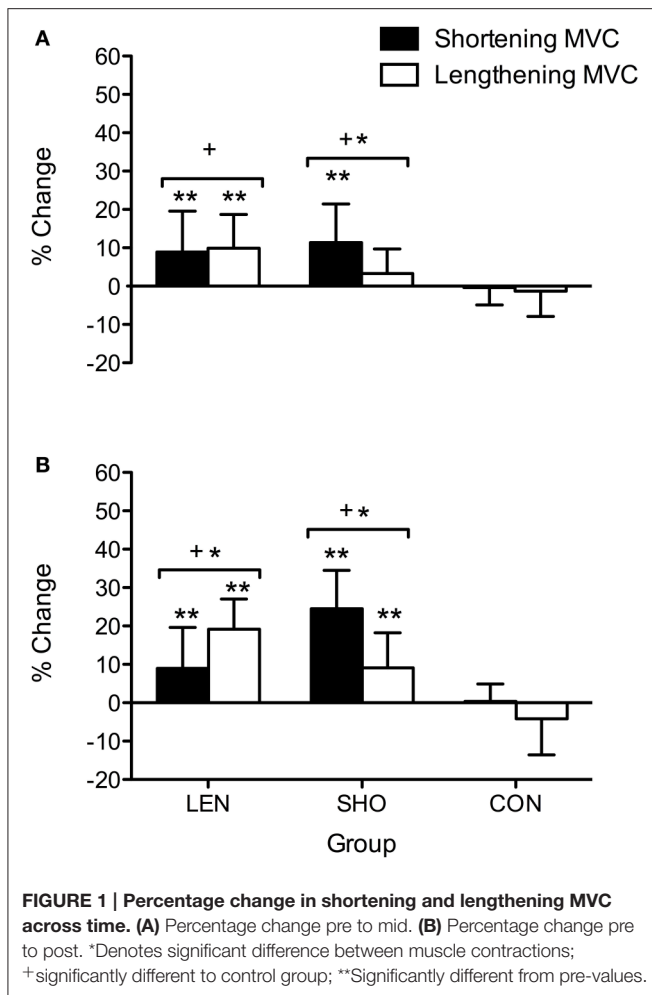 A
Shortening MVC
Lengthening MVC
60
50
40
30
20
10
0
-10
-20
% Change
+
** **
+ *
**
B
60
50
40
30
20
10
0
-10
-20
% Change
+ *
** **
+ *
** **
LEN SHO CON
Group
FIGURE 1 | Percentage change in shortening and lengthening MVC
across time. (A) Percentage change pre to mid. (B) Percentage change pre
to post. *Denotes significant difference between muscle contractions;
+significantly different to control group; **Significantly different from pre-values.